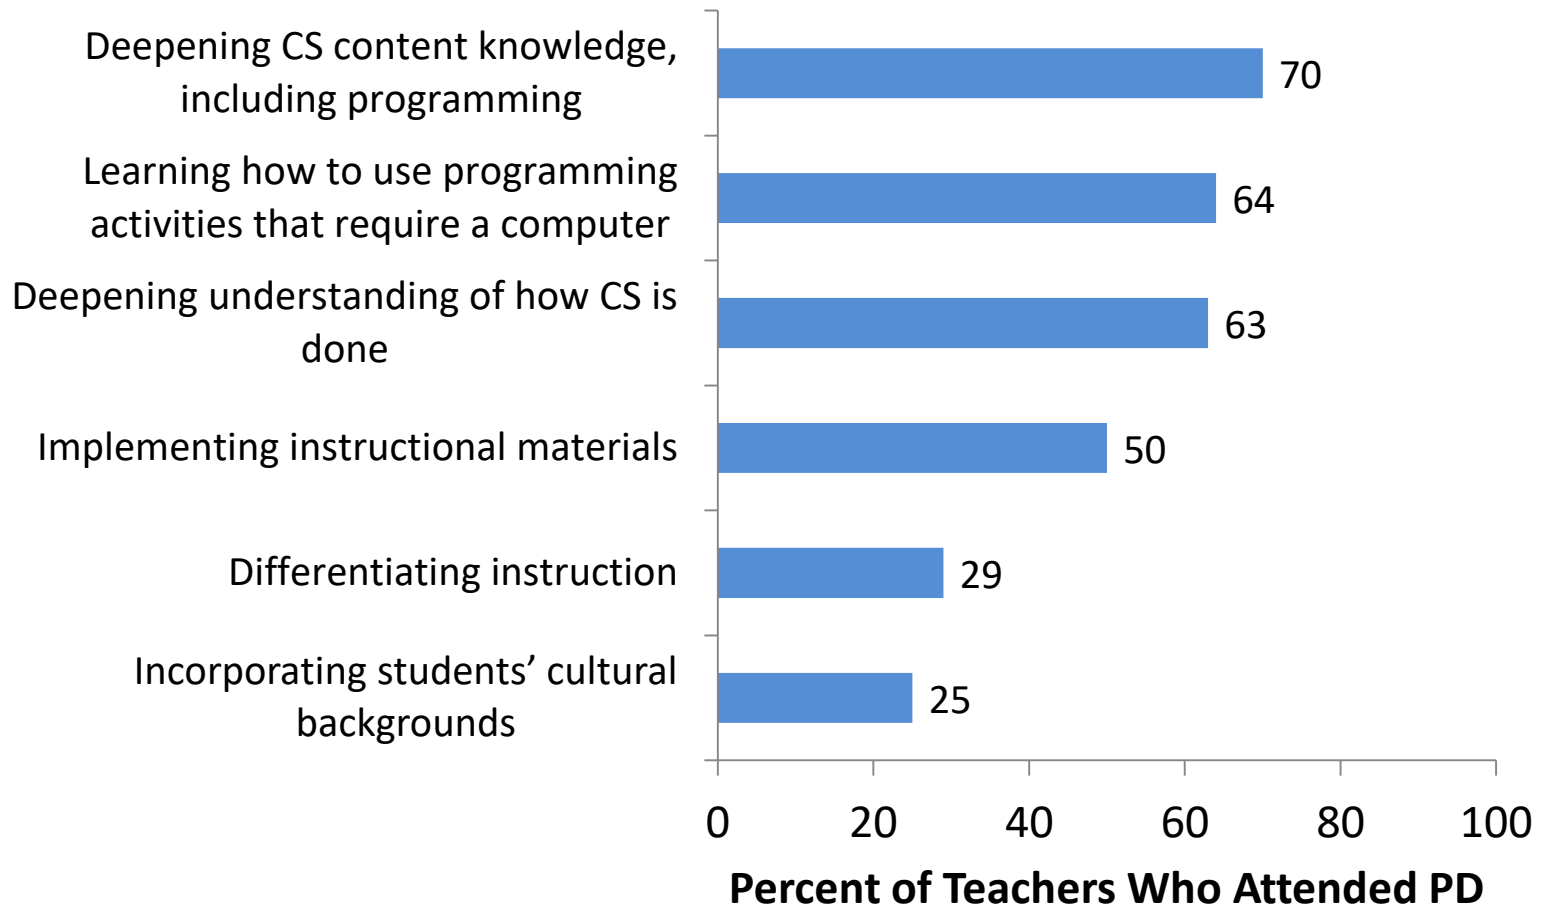 Deepening CS content knowledge,
including programming
70
Learning how to use programming
activities that require a computer
64
Deepening understanding of how CS is
done
63
Implementing instructional materials
50
Differentiating instruction
29
Incorporating students’ cultural
backgrounds
25
0 20 40 60 80 100
Percent of Teachers Who Attended PD